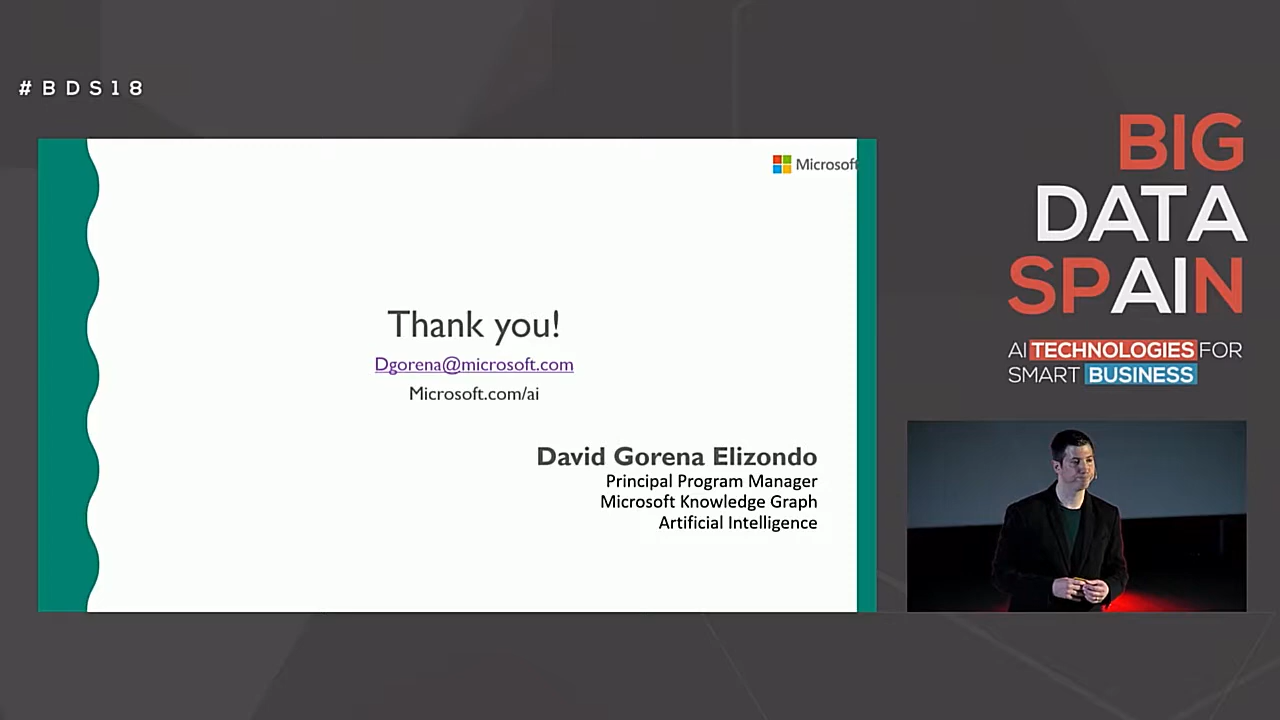 #BDS18
Microsoft
Thank you!
Dgorena@microsoft.com
Microsoft.com/ai
David Gorena Elizondo
Principal Program Manager
Microsoft Knowledge Graph
Artificial Intelligence
BIG
DATA
SPAIN
AI TECHNOLOGIES FOR
SMART BUSINESS